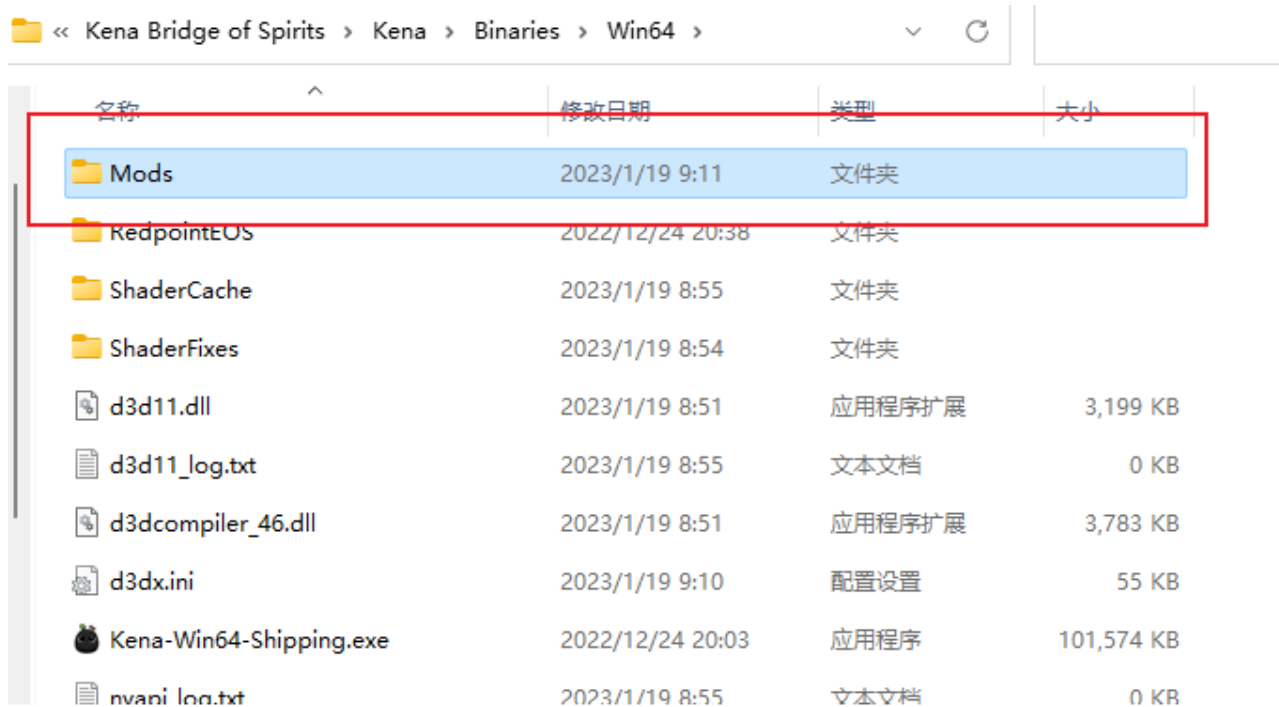 « Kena Bridge of Spirits > Kena > Binaries > Win64 >
名称 修改日期 类型 大小
Mods 2023/1/19 9:11 文件夹
RedpointEOS 2022/12/24 20:38 文件夹
ShaderCache 2023/1/19 8:55 文件夹
ShaderFixes 2023/1/19 8:54 文件夹
d3d11.dll 2023/1/19 8:51 应用程序扩展 3,199 KB
d3d11_log.txt 2023/1/19 8:55 文本文档 0 KB
d3dcompiler_46.dll 2023/1/19 8:51 应用程序扩展 3,783 KB
d3dx.ini 2023/1/19 9:10 配置设置 55 KB
Kena-Win64-Shipping.exe 2022/12/24 20:03 应用程序 101,574 KB
nvapi_log.txt 2023/1/19 8:55 文本文档 0 KB